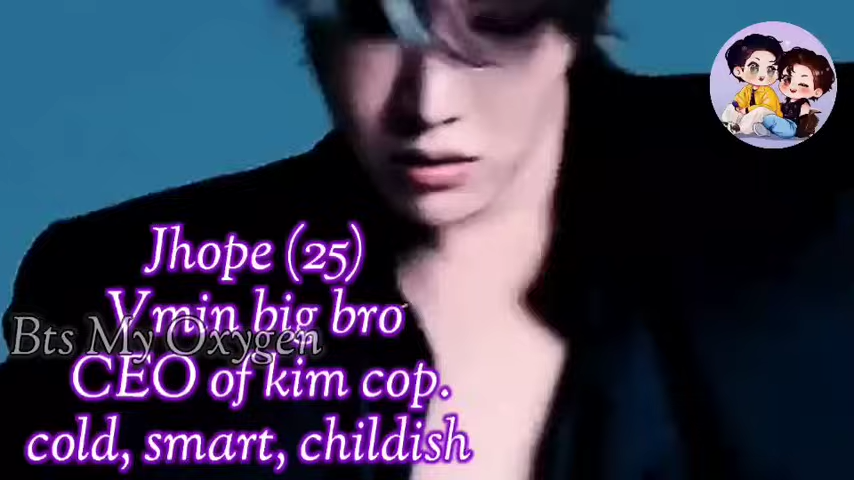 Jhope (25)
Vmin big bro
Bts My Oxygen
CEO of kim cop.
cold, smart, childish